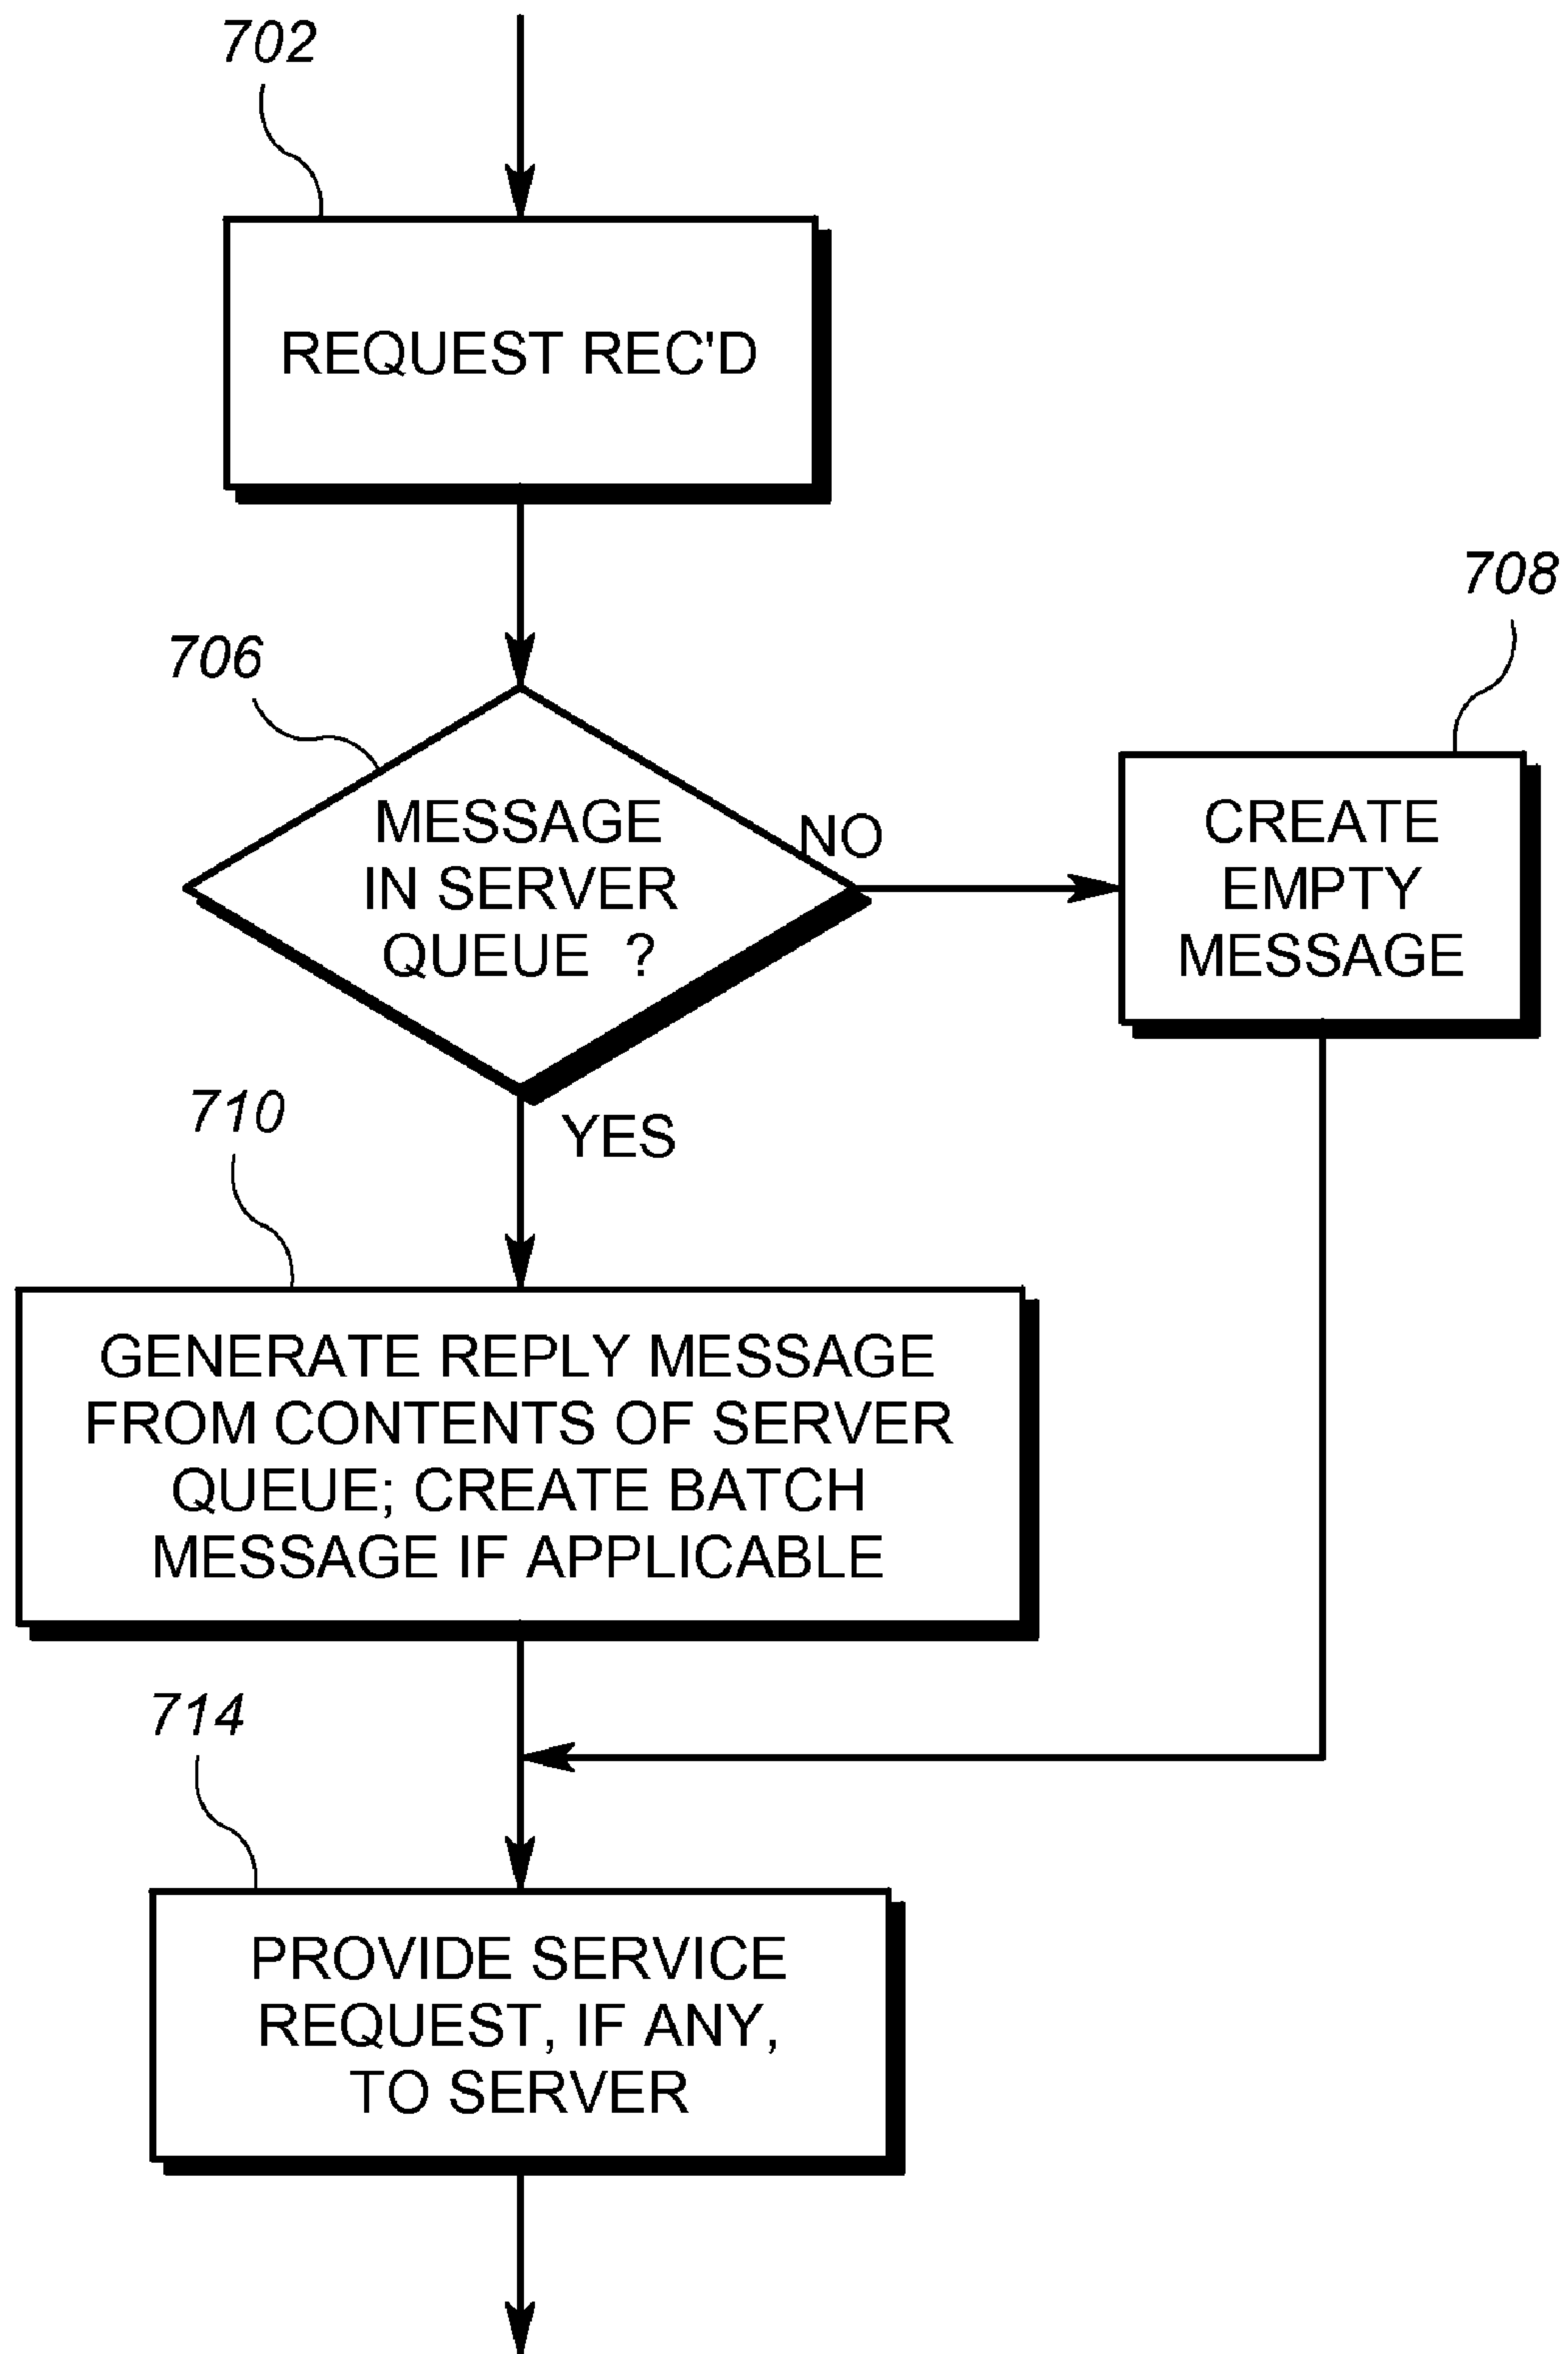 702
REQUEST REC'D
706
MESSAGE
IN SERVER
QUEUE ?
NO
708
CREATE
EMPTY
MESSAGE
YES
710
GENERATE REPLY MESSAGE
FROM CONTENTS OF SERVER
QUEUE; CREATE BATCH
MESSAGE IF APPLICABLE
714
PROVIDE SERVICE
REQUEST, IF ANY,
TO SERVER